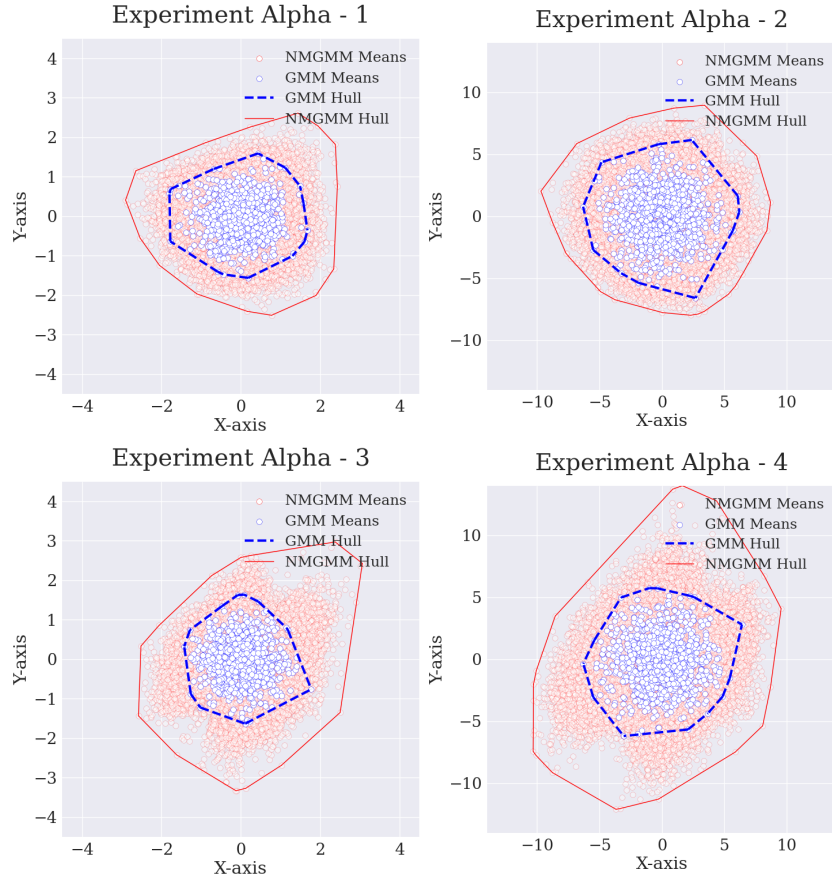 Experiment Alpha - 1
NMGMM Means
GMM Means
GMM Hull
NMGMM Hull
4
3
2
1
0
−1
−2
−3
−4
Y-axis
−4
−2
0
2
4
X-axis
Experiment Alpha - 2
NMGMM Means
GMM Means
GMM Hull
NMGMM Hull
10
5
0
−5
−10
Y-axis
−10
−5
0
5
10
X-axis
Experiment Alpha - 3
NMGMM Means
GMM Means
GMM Hull
NMGMM Hull
4
3
2
1
0
−1
−2
−3
−4
Y-axis
−4
−2
0
2
4
X-axis
Experiment Alpha - 4
NMGMM Means
GMM Means
GMM Hull
NMGMM Hull
10
5
0
−5
−10
Y-axis
−10
−5
0
5
10
X-axis